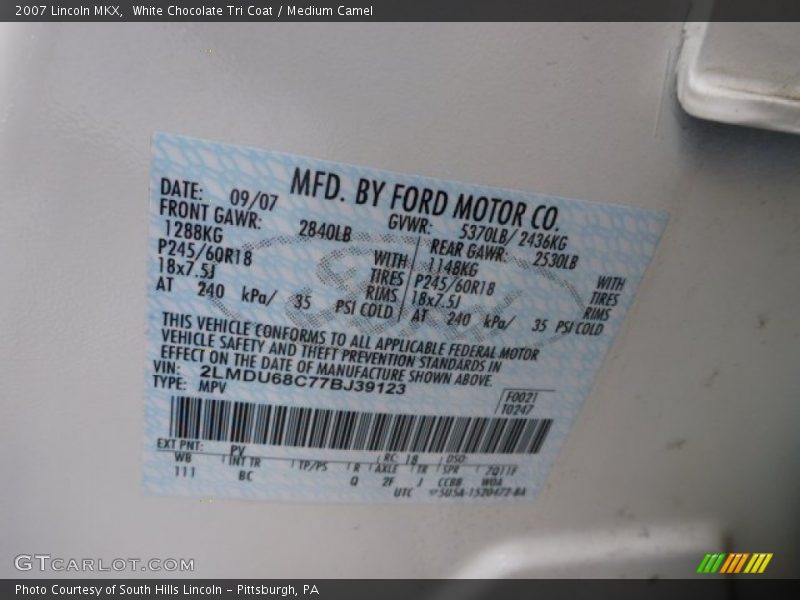 2007 Lincoln MKX,  White Chocolate Tri Coat / Medium Camel
MFD. BY FORD MOTOR CO.
DATE: 09/07 GVWR: 5370LB/ 2436KG
FRONT GAWR: 2840LB REAR GAWR: 2530LB
1288KG WITH 1148KG WITH
P245/60R18 TIRES P245/60R18 TIRES
18x7.5J RIMS 18x7.5J RIMS
AT 240 kPa/ 35 PSI COLD AT 240 kPa/ 35 PSI COLD
THIS VEHICLE CONFORMS TO ALL APPLICABLE FEDERAL MOTOR
VEHICLE SAFETY AND THEFT PREVENTION STANDARDS IN
EFFECT ON THE DATE OF MANUFACTURE SHOWN ABOVE.
VIN: 2LMDU68C77BJ39123
TYPE: MPV
F0021
T0247
EXT PNT: PV RC: 18 DSO:
WB INT TR TP/PS R AXLE TR SPR
111 BC Q 2F J CCBB
UTC
GTCARLOT.COM
Photo Courtesy of South Hills Lincoln - Pittsburgh, PA